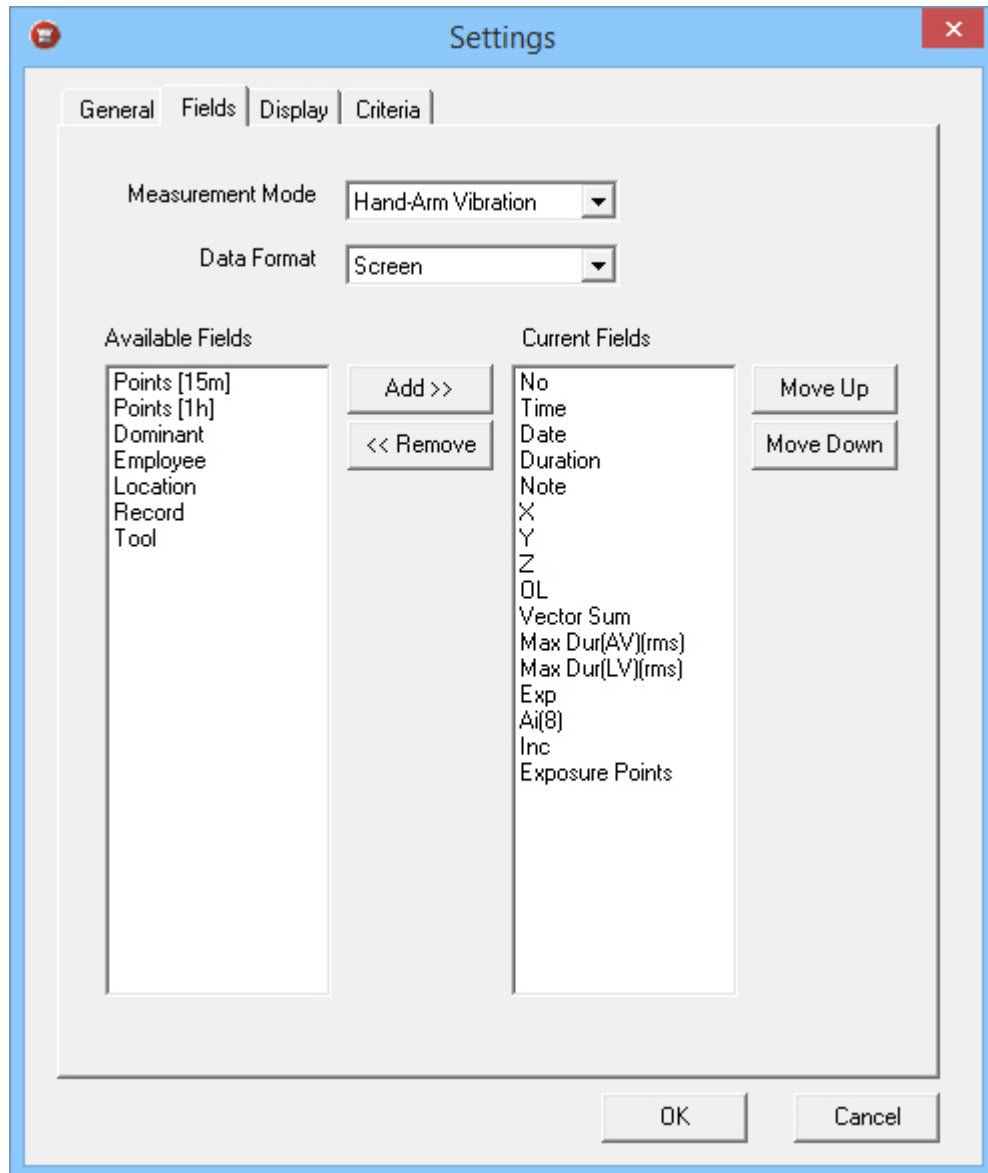 Settings
General Fields Display Criteria
Measurement Mode Hand-Arm Vibration
Data Format Screen
Available Fields
Points [15m]
Points [1h]
Dominant
Employee
Location
Record
Tool
Add >>
<< Remove
Current Fields
No
Time
Date
Duration
Note
X
Y
Z
OL
Vector Sum
Max Dur(AV)(rms)
Max Dur(LV)(rms)
Exp
Ai(8)
Inc
Exposure Points
Move Up
Move Down
OK Cancel